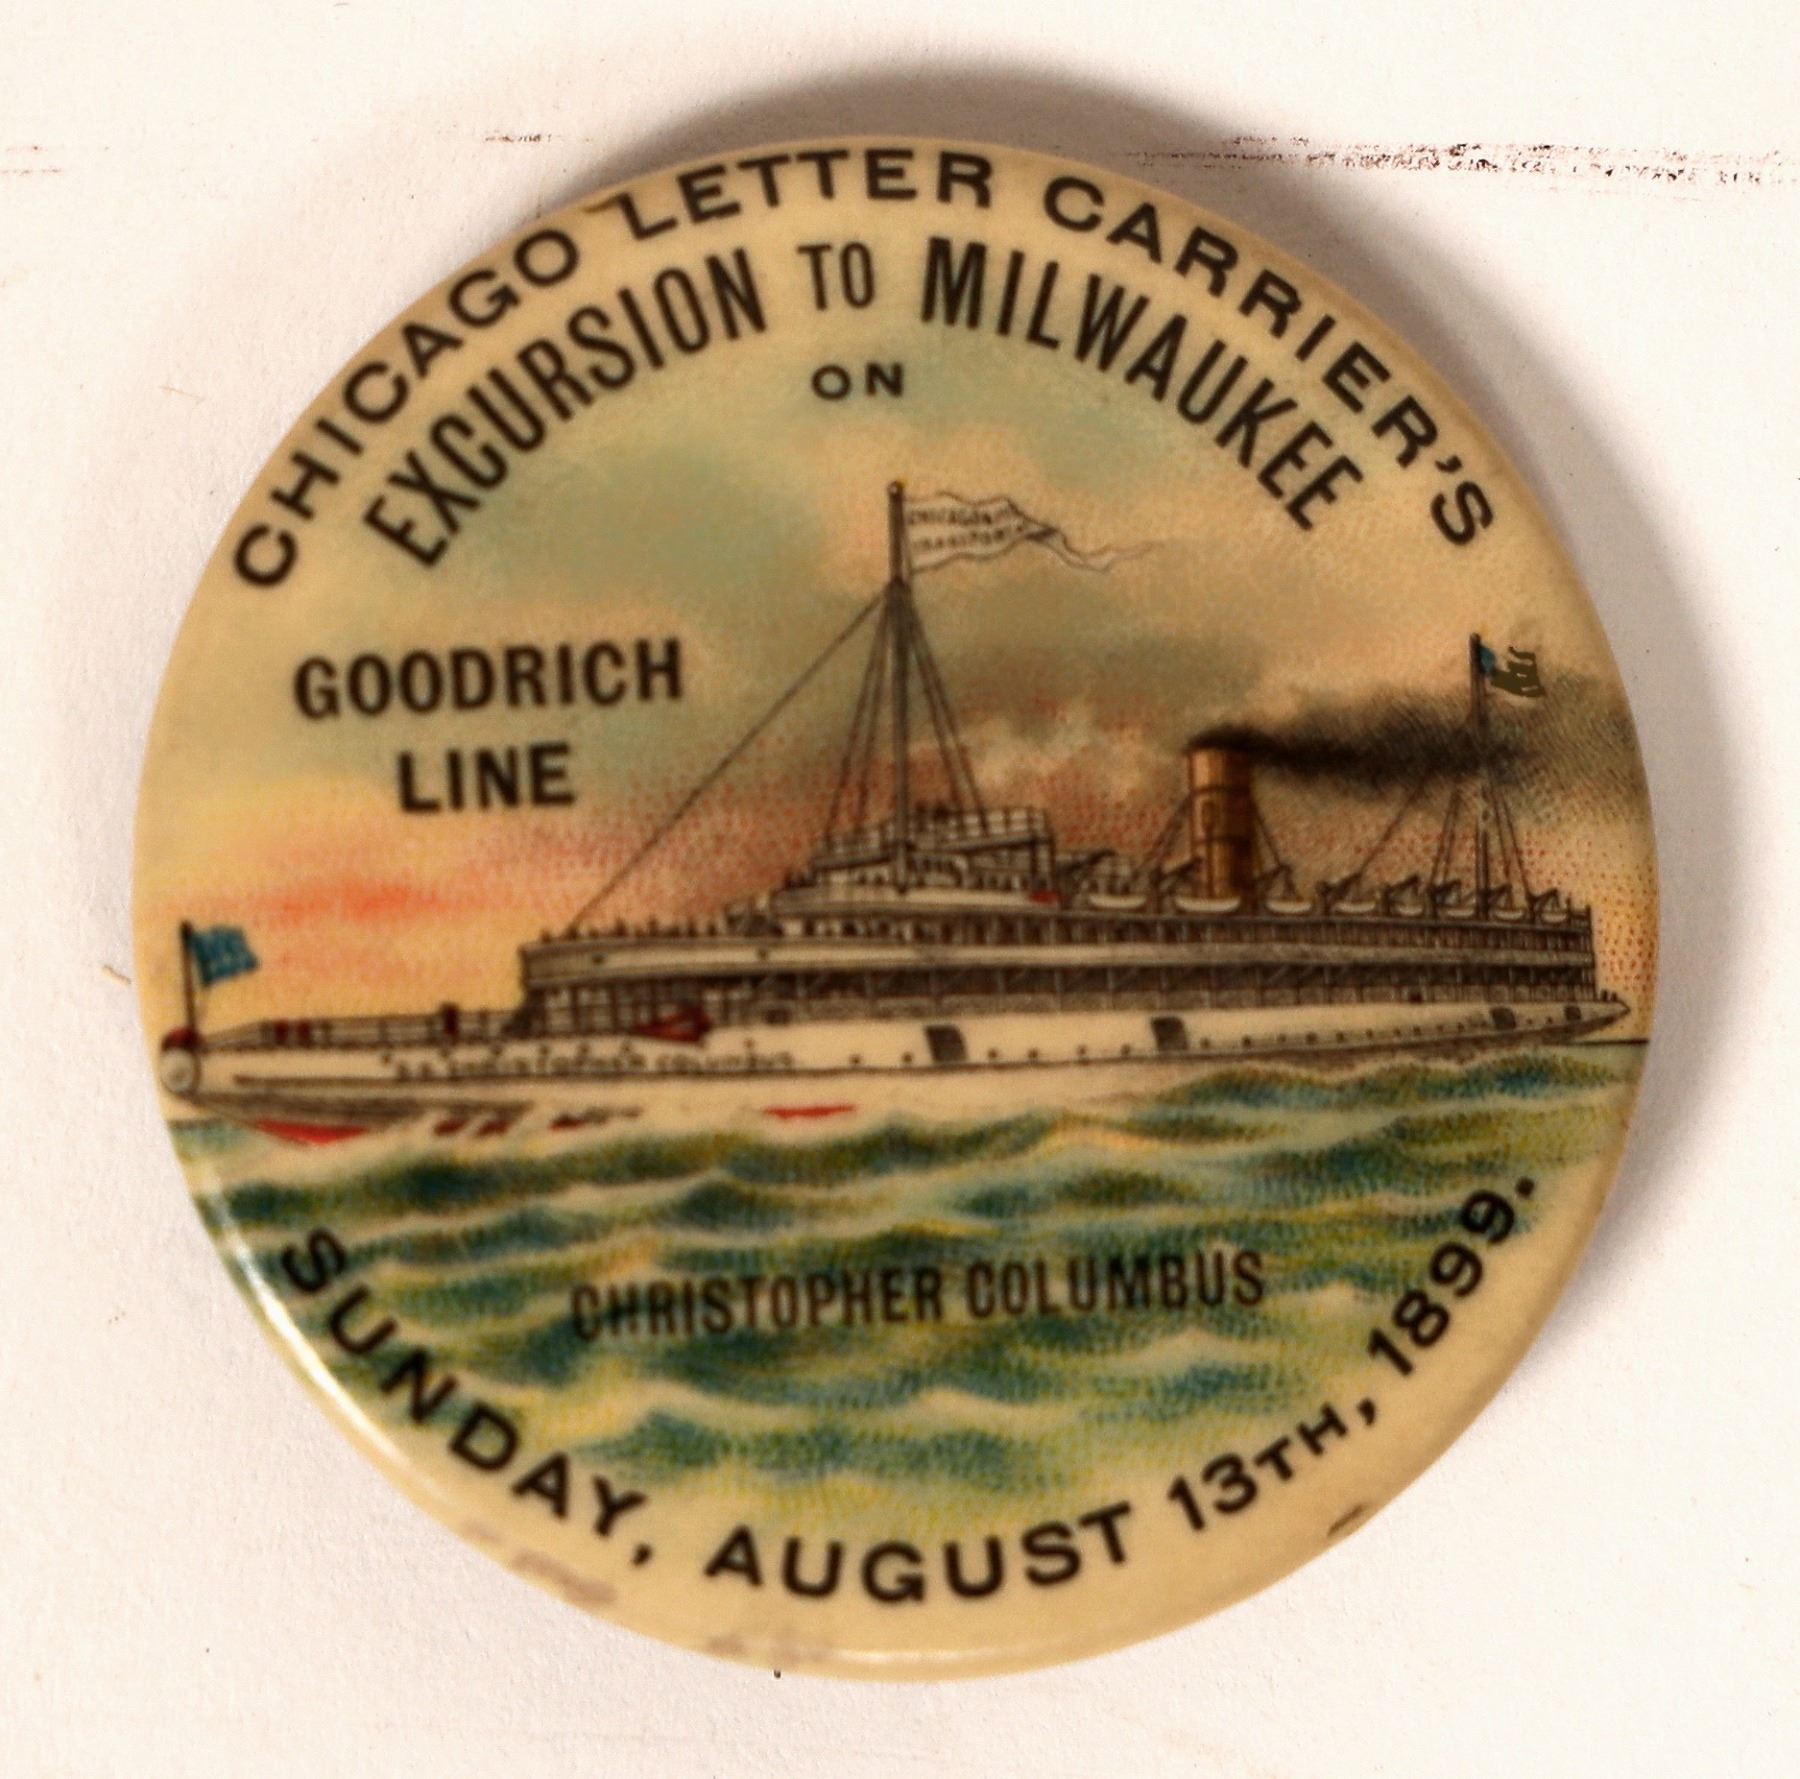 CHICAGO LETTER CARRIER'S
EXCURSION TO MILWAUKEE
ON
GOODRICH
LINE
CHRISTOPHER COLUMBUS
SUNDAY, AUGUST 13TH, 1899.